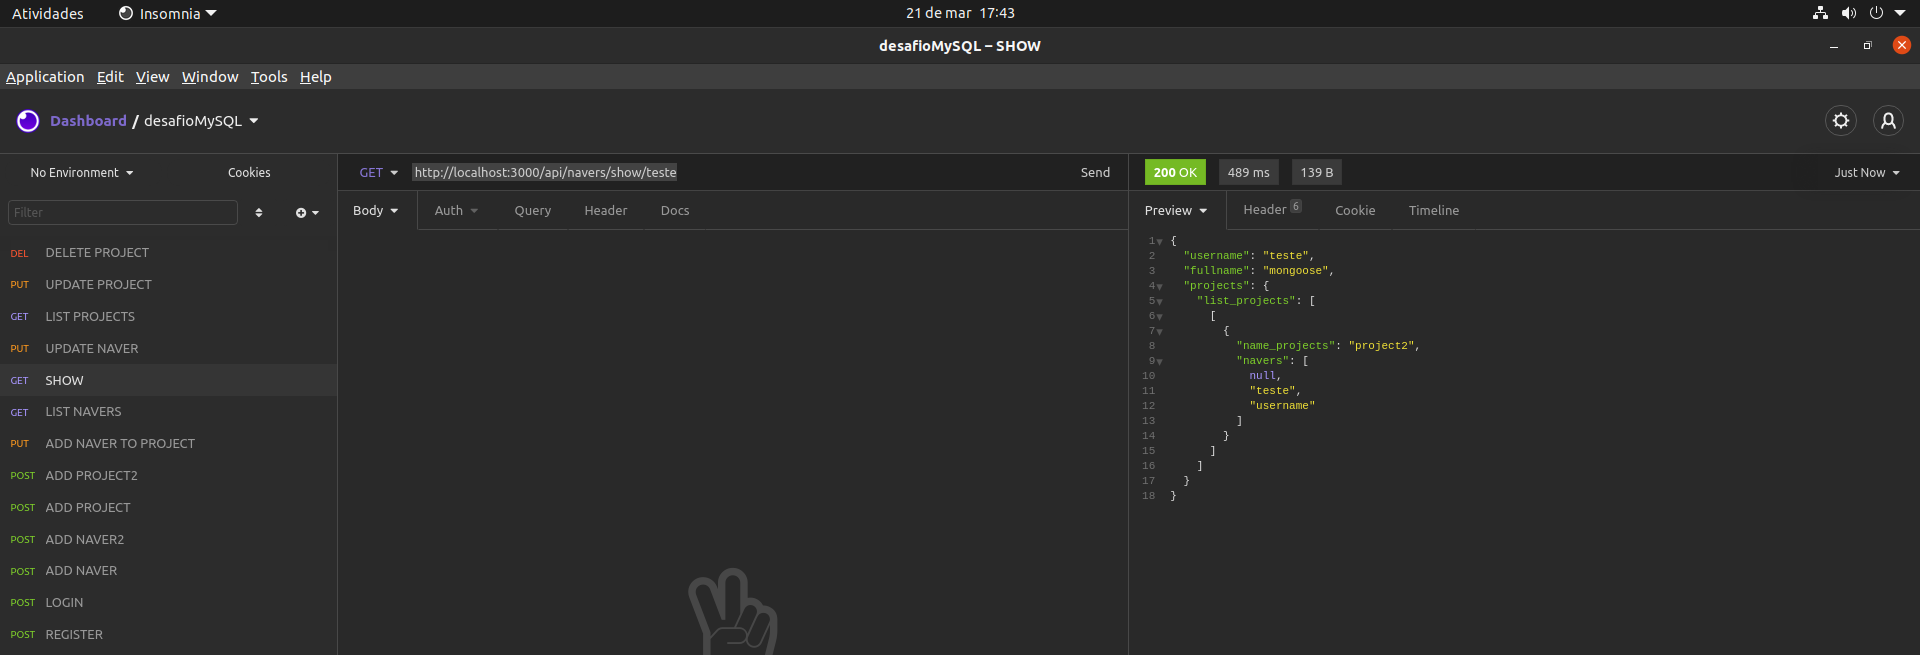 Atividades Insomnia 21 de mar 17:43
desafioMySQL – SHOW
Application Edit View Window Tools Help
Dashboard / desafioMySQL
No Environment Cookies
GET http://localhost:3000/api/navers/show/teste Send
200 OK 489 ms 139 B Just Now
Filter
Body Auth Query Header Docs
Preview Header 6 Cookie Timeline
DEL DELETE PROJECT
PUT UPDATE PROJECT
GET LIST PROJECTS
PUT UPDATE NAVER
GET SHOW
GET LIST NAVERS
PUT ADD NAVER TO PROJECT
POST ADD PROJECT2
POST ADD PROJECT
POST ADD NAVER2
POST ADD NAVER
POST LOGIN
POST REGISTER
1 {
2 "username": "teste",
3 "fullname": "mongoose",
4 "projects": {
5 "list_projects": [
6 [
7 {
8 "name_projects": "project2",
9 "navers": [
10 null,
11 "teste",
12 "username"
13 ]
14 }
15 ]
16 ]
17 }
18 }